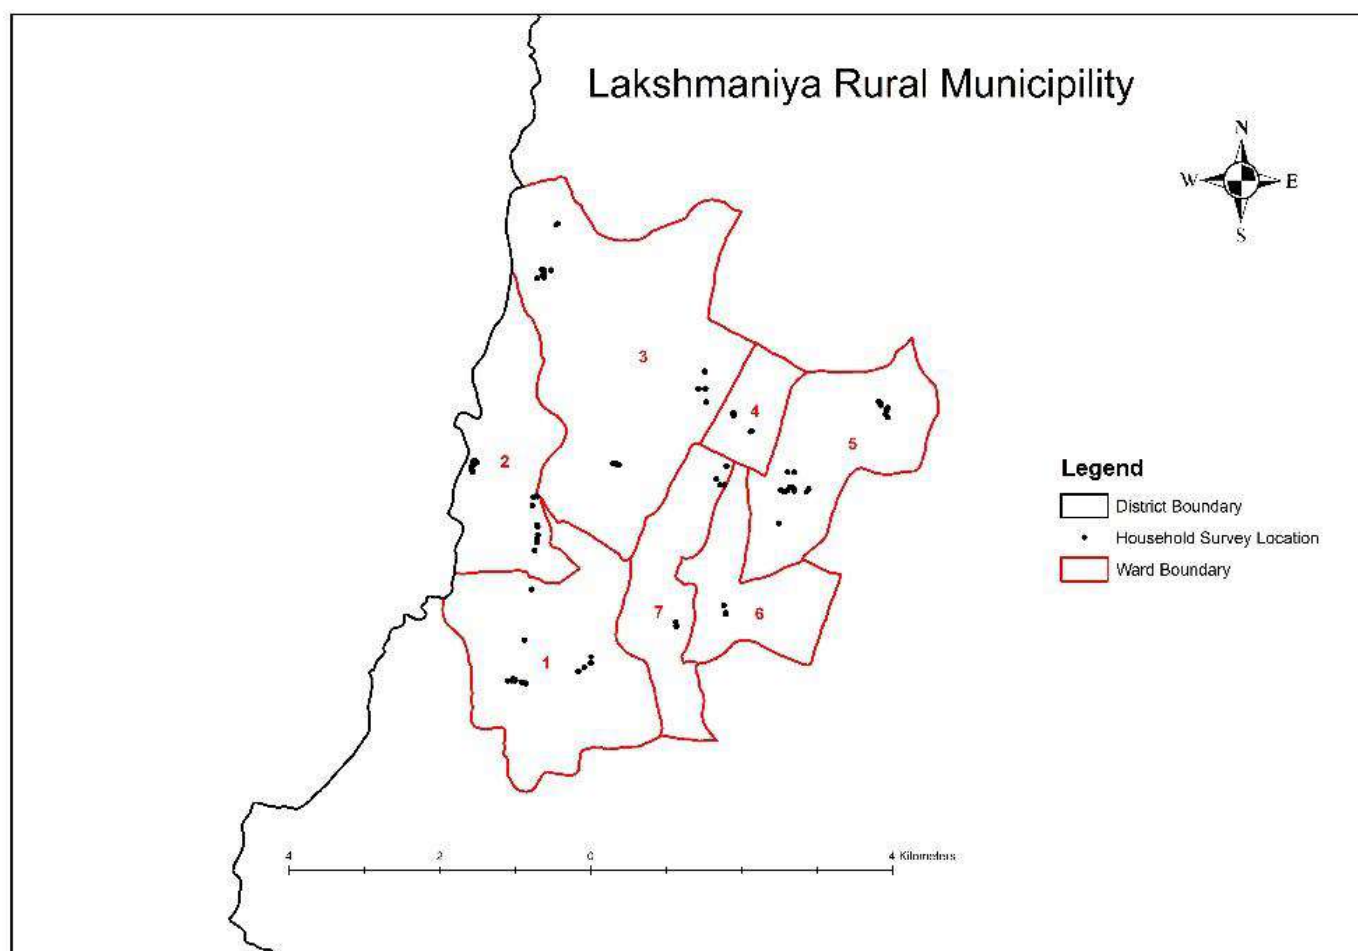 Lakshmaniya Rural Municipility
N
W E
S
3
4
5
2
Legend
District Boundary
Household Survey Location
Ward Boundary
7
6
1
4 2 0 4 Kilometers